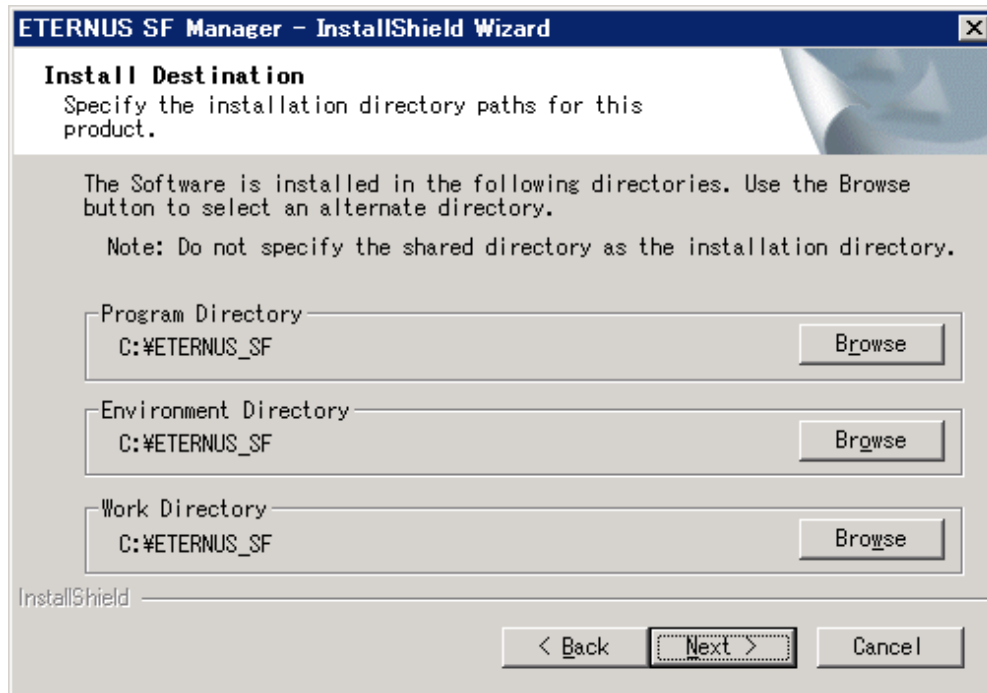 ETERNUS SF Manager - InstallShield Wizard
Install Destination
Specify the installation directory paths for this
product.
The Software is installed in the following directories. Use the Browse
button to select an alternate directory.
Note: Do not specify the shared directory as the installation directory.
Program Directory
C:¥ETERNUS_SF
Browse
Environment Directory
C:¥ETERNUS_SF
Browse
Work Directory
C:¥ETERNUS_SF
Browse
InstallShield
< Back
Next >
Cancel